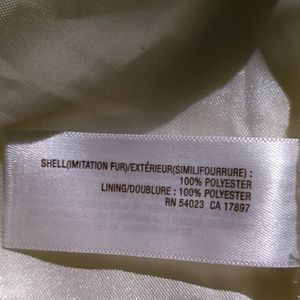 SHELL(IMITATION FUR)/EXTÉRIEUR(SIMILIFOURRURE) :
100% POLYESTER
LINING/DOUBLURE : 100% POLYESTER
RN 54023 CA 17897